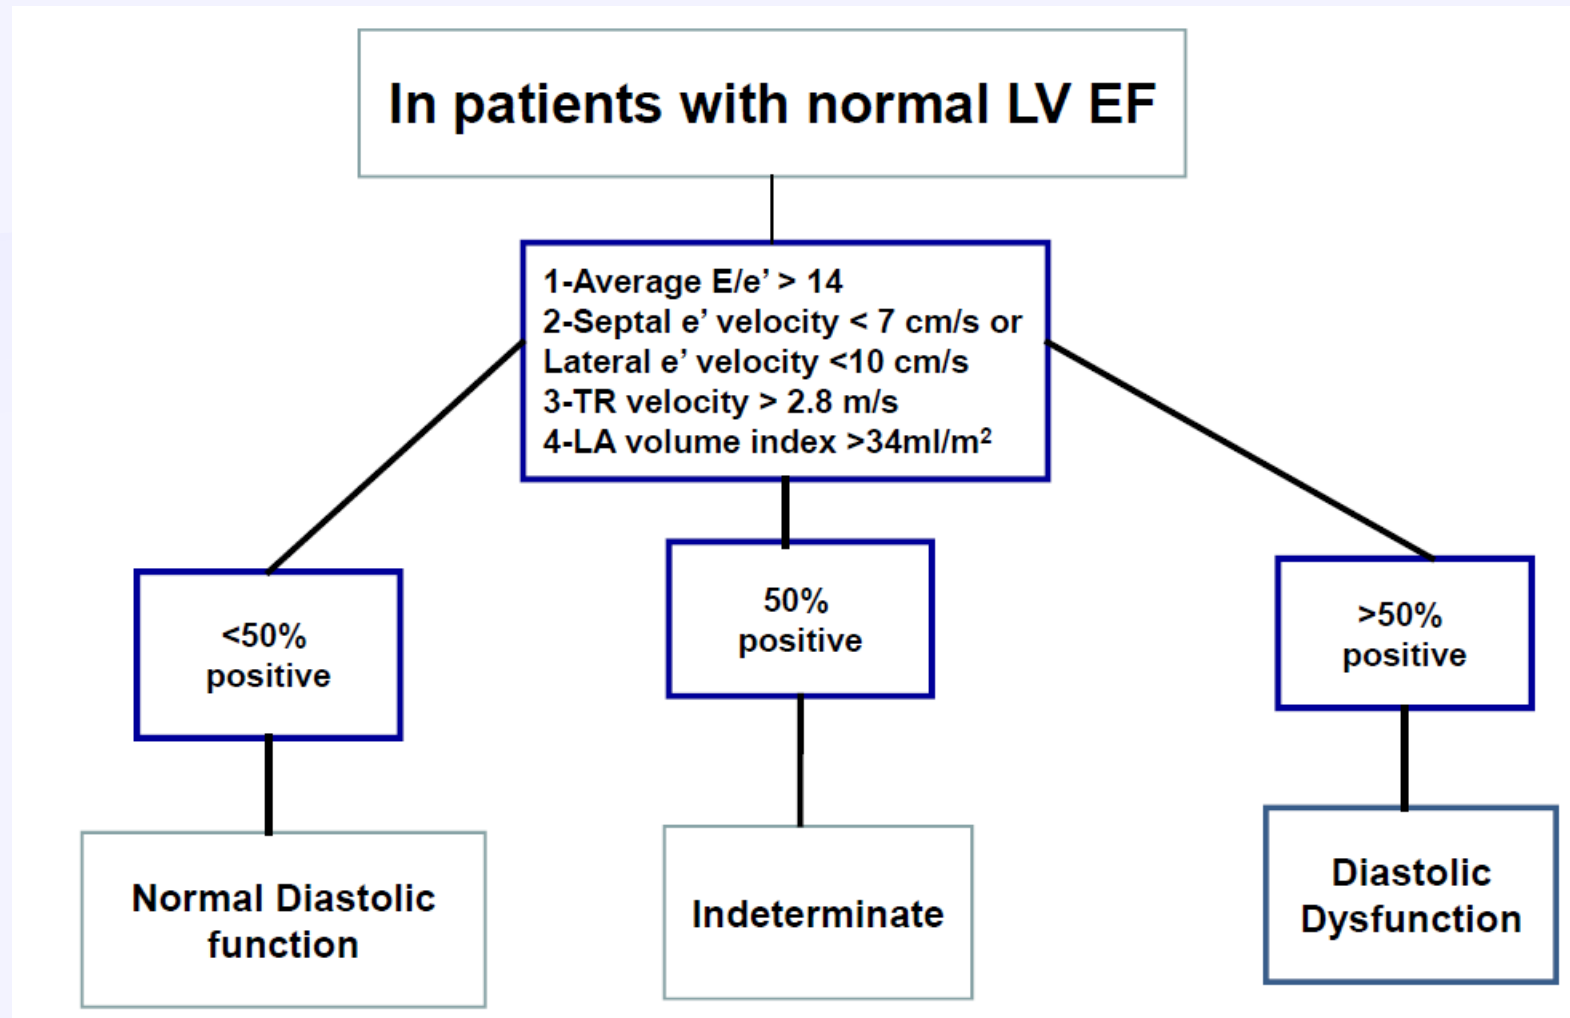 In patients with normal LV EF
1-Average E/e’ > 14
2-Septal e’ velocity < 7 cm/s or
Lateral e’ velocity <10 cm/s
3-TR velocity > 2.8 m/s
4-LA volume index >34ml/m²
<50%
positive
50%
positive
>50%
positive
Normal Diastolic
function
Indeterminate
Diastolic
Dysfunction